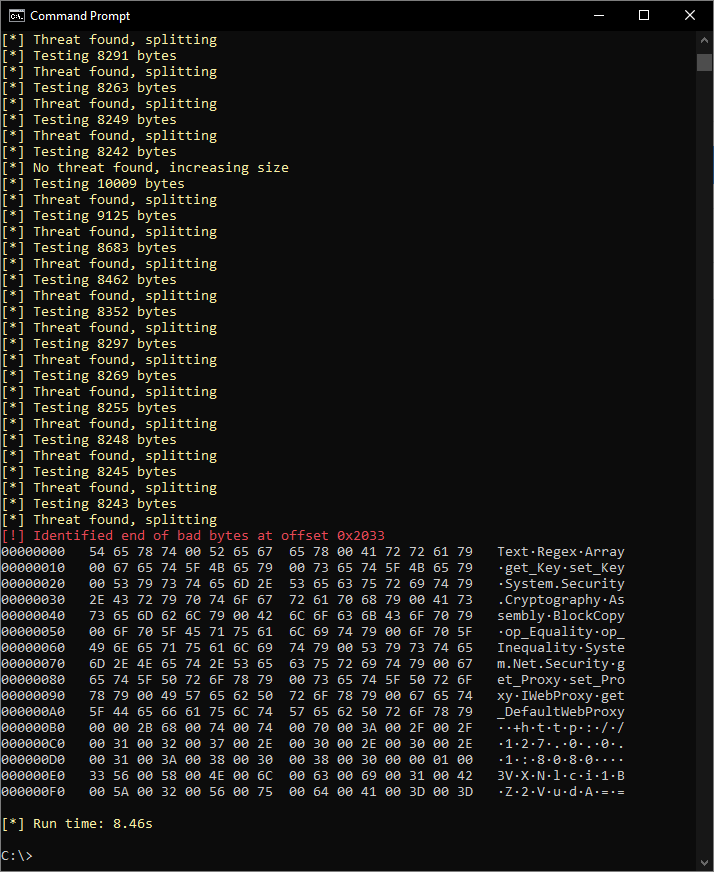 Command Prompt
[*] Threat found, splitting
[*] Testing 8291 bytes
[*] Threat found, splitting
[*] Testing 8263 bytes
[*] Threat found, splitting
[*] Testing 8249 bytes
[*] Threat found, splitting
[*] Testing 8242 bytes
[*] No threat found, increasing size
[*] Testing 10009 bytes
[*] Threat found, splitting
[*] Testing 9125 bytes
[*] Threat found, splitting
[*] Testing 8683 bytes
[*] Threat found, splitting
[*] Testing 8462 bytes
[*] Threat found, splitting
[*] Testing 8352 bytes
[*] Threat found, splitting
[*] Testing 8297 bytes
[*] Threat found, splitting
[*] Testing 8269 bytes
[*] Threat found, splitting
[*] Testing 8255 bytes
[*] Threat found, splitting
[*] Testing 8248 bytes
[*] Threat found, splitting
[*] Testing 8245 bytes
[*] Threat found, splitting
[*] Testing 8243 bytes
[*] Threat found, splitting
[!] Identified end of bad bytes at offset 0x2033
00000000   54 65 78 74 00 52 65 67  65 78 00 41 72 72 61 79   Text·Regex·Array
00000010   00 67 65 74 5F 4B 65 79  00 73 65 74 5F 4B 65 79   ·get_Key·set_Key
00000020   00 53 79 73 74 65 6D 2E  53 65 63 75 72 69 74 79   ·System.Security
00000030   2E 43 72 79 70 74 6F 67  72 61 70 68 79 00 41 73   .Cryptography·As
00000040   73 65 6D 62 6C 79 00 42  6C 6F 63 6B 43 6F 70 79   sembly·BlockCopy
00000050   00 6F 70 5F 45 71 75 61  6C 69 74 79 00 6F 70 5F   ·op_Equality·op_
00000060   49 6E 65 71 75 61 6C 69  74 79 00 53 79 73 74 65   Inequality·Syste
00000070   6D 2E 4E 65 74 2E 53 65  63 75 72 69 74 79 00 67   m.Net.Security·g
00000080   65 74 5F 50 72 6F 78 79  00 73 65 74 5F 50 72 6F   et_Proxy·set_Pro
00000090   78 79 00 49 57 65 62 50  72 6F 78 79 00 67 65 74   xy·IWebProxy·get
000000A0   5F 44 65 66 61 75 6C 74  57 65 62 50 72 6F 78 79   _DefaultWebProxy
000000B0   00 00 2B 68 00 74 00 74  00 70 00 3A 00 2F 00 2F   ··+h·t·t·p·:·/·/
000000C0   00 31 00 32 00 37 00 2E  00 30 00 2E 00 30 00 2E   ·1·2·7·.·0·.·0·.
000000D0   00 31 00 3A 00 38 00 30  00 38 00 30 00 00 01 00   ·1·:·8·0·8·0····
000000E0   33 56 00 58 00 4E 00 6C  00 63 00 69 00 31 00 42   3V·X·N·l·c·i·1·B
000000F0   00 5A 00 32 00 56 00 75  00 64 00 41 00 3D 00 3D   ·Z·2·V·u·d·A·=·=
[*] Run time: 8.46s
C:\>